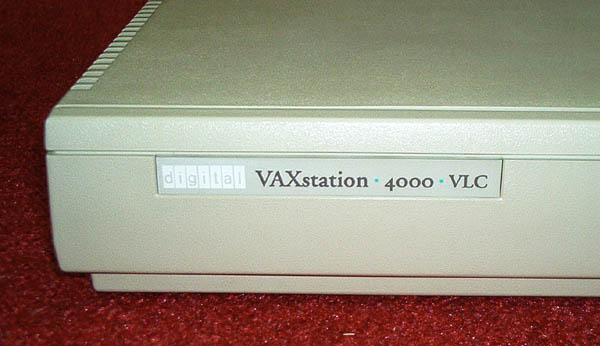 digital VAXstation · 4000 · VLC